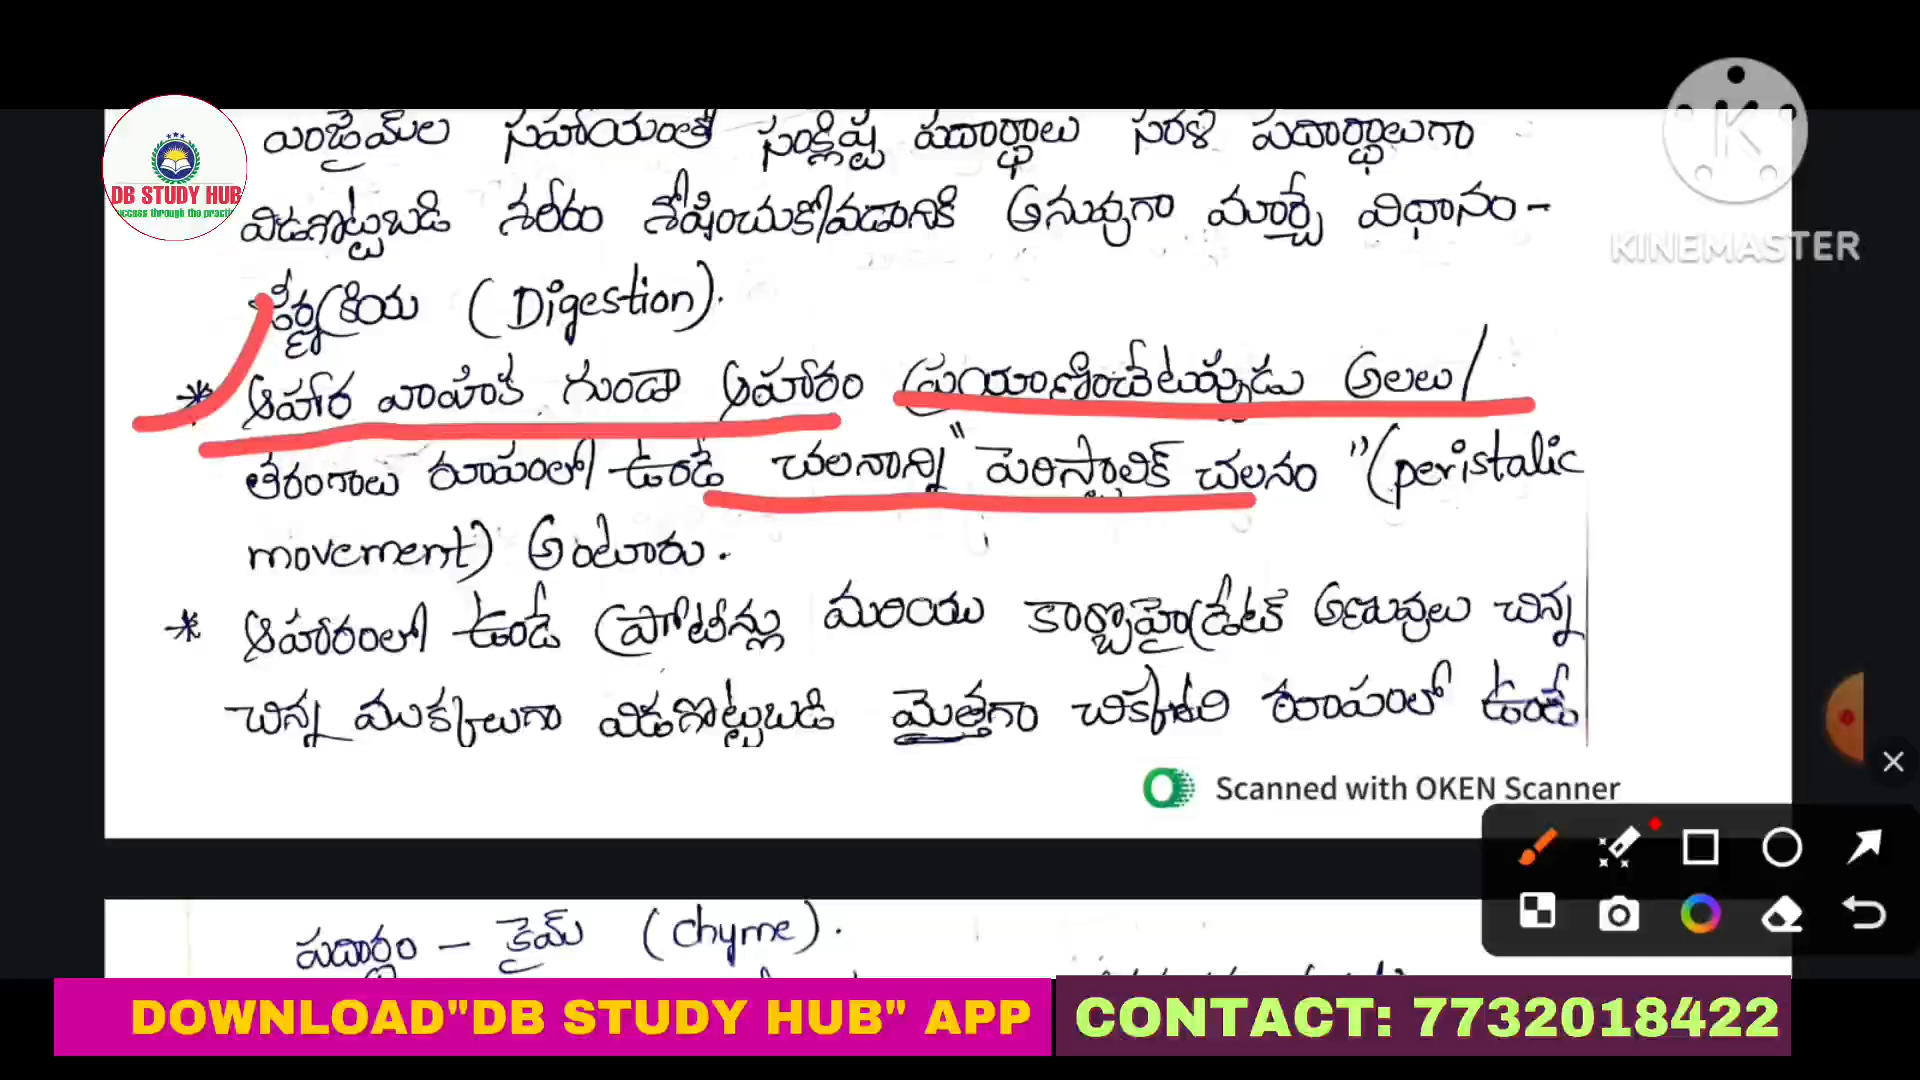 ఎంజైమ్‌ల సహాయంతో సంక్లిష్ట పదార్థాలు సరళ పదార్థాలుగా
విడగొట్టబడి శరీరం శోషించుకోవడానికి అనువుగా మార్చే విధానం -
జీర్ణక్రియ (Digestion).
* ఆహార వాహిక గుండా ఆహారం ప్రయాణించేటప్పుడు అలలు/
తరంగాలు రూపంలో ఉండే చలనాన్ని "పెరిస్టాలిక్ చలనం" (peristalic
movement) అంటారు.
* ఆహారంలో ఉండే ప్రోటీన్లు మరియు కార్బోహైడ్రేట్ అణువులు చిన్న
చిన్న ముక్కలుగా విడగొట్టబడి మెత్తగా చిక్కటి రూపంలో ఉండే
Scanned with OKEN Scanner
పదార్థం - కైమ్ (chyme).
DB STUDY HUB
KINEMASTER
DOWNLOAD"DB STUDY HUB" APP
CONTACT: 7732018422